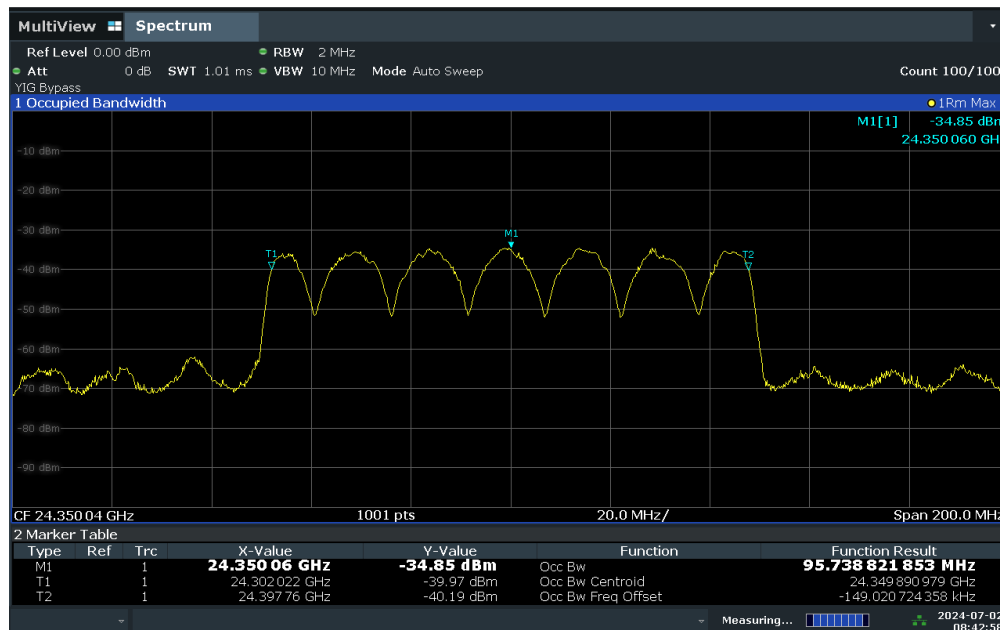 MultiView Spectrum
Ref Level 0.00 dBm RBW 2 MHz
Att 0 dB SWT 1.01 ms VBW 10 MHz Mode Auto Sweep Count 100/100
YIG Bypass
1 Occupied Bandwidth 1Rm Max
M1[1] -34.85 dBm
24.350 060 GH
-10 dBm
-20 dBm
-30 dBm
M1
T1 T2
-40 dBm
-50 dBm
-60 dBm
-70 dBm
-80 dBm
-90 dBm
CF 24.350 04 GHz 1001 pts 20.0 MHz/ Span 200.0 MHz
2 Marker Table
Type Ref Trc X-Value Y-Value Function Function Result
M1 1 24.350 06 GHz -34.85 dBm Occ Bw 95.738 821 853 MHz
T1 1 24.302 022 GHz -39.97 dBm Occ Bw Centroid 24.349 890 979 GHz
T2 1 24.397 76 GHz -40.19 dBm Occ Bw Freq Offset -149.020 724 358 kHz
Measuring... 2024-07-02
08:42:58